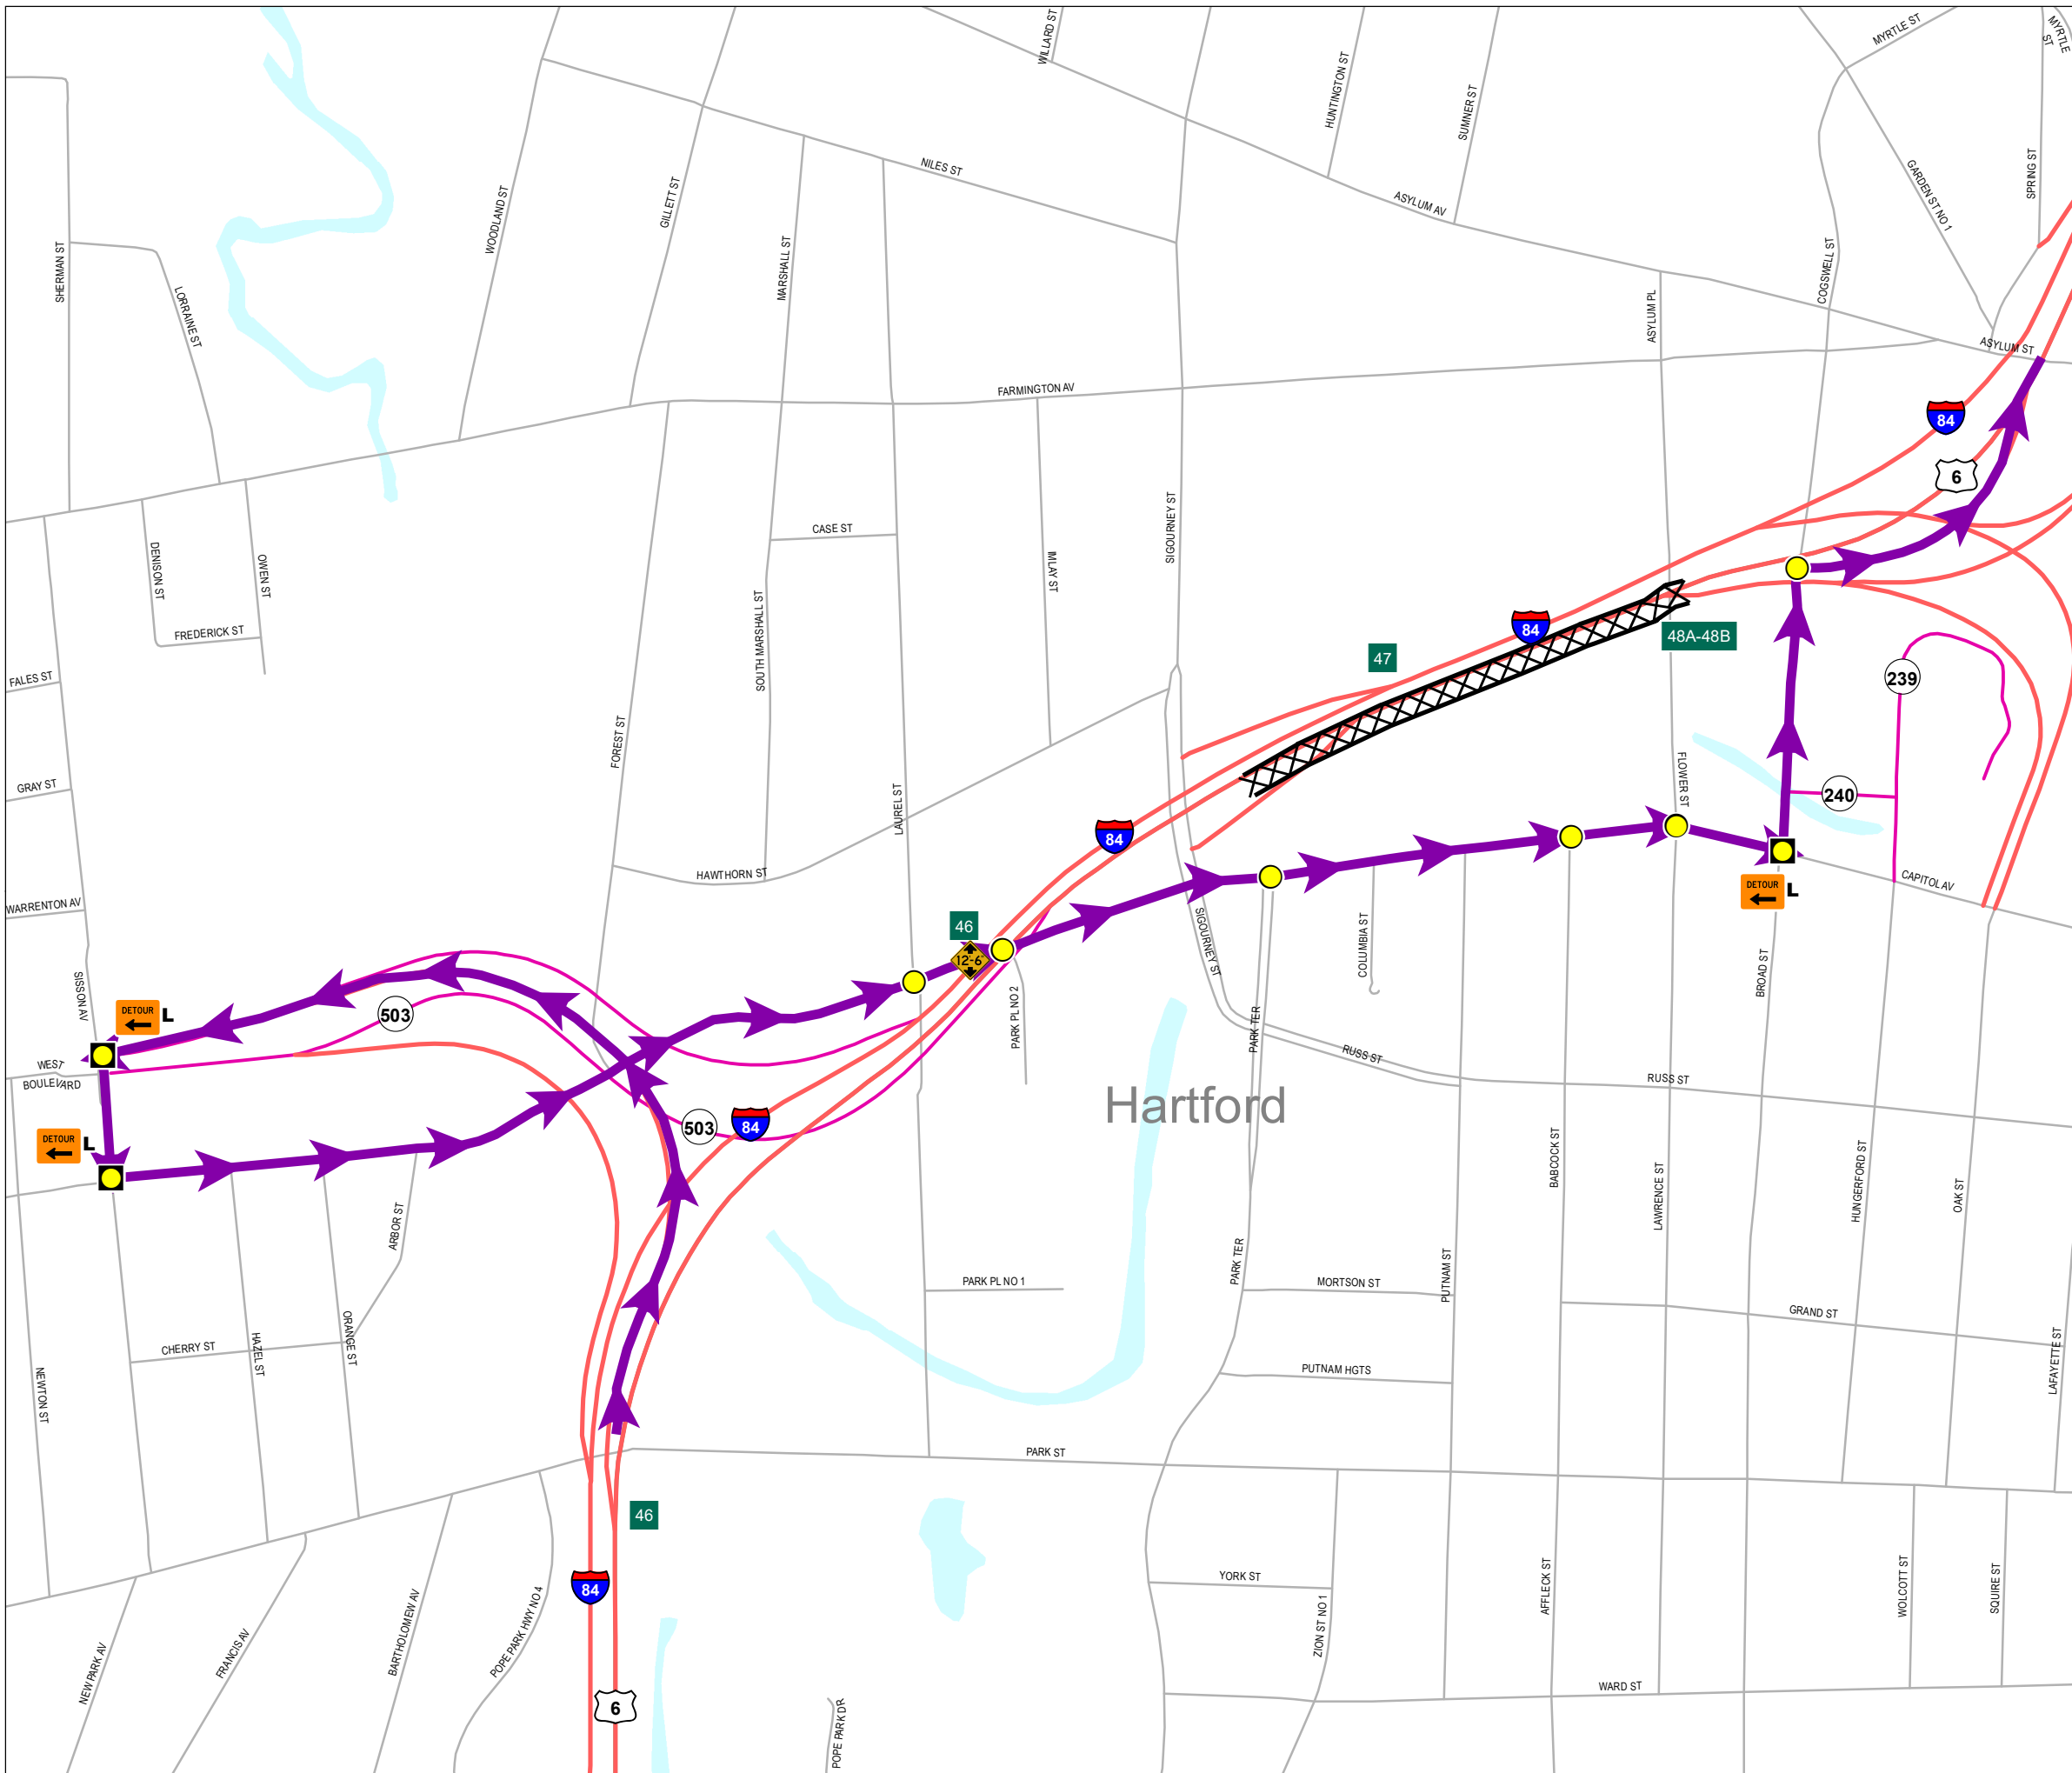 WILLARD ST
MYRTLE ST
MYRTLE
ST
HUNTINGTON ST
SUMNER ST
NILES ST
GARDEN ST NO 1
SPRING ST
ASYLUM AV
WOODLAND ST
GILLETT ST
MARSHALL ST
SHERMAN ST
LORRAINE ST
COGSWELL ST
ASYLUM PL
ASYLUM ST
FARMINGTON AV
84
6
CASE ST
SIGOURNEY ST
DENISON ST
OWEN ST
IMLAY ST
FREDERICK ST
SOUTH MARSHALL ST
84
48A-48B
47
239
FALES ST
FOREST ST
FLOWER ST
GRAY ST
LAUREL ST
240
84
HAWTHORN ST
CAPITOL AV
DETOUR
L
WARRENTON AV
46
SIGOURNEY ST
COLUMBIA ST
12'-6"
BROAD ST
SISSON AV
DETOUR
L
503
PARK PL NO 2
PARK TER
WEST
BOULEVARD
RUSS ST
RUSS ST
Hartford
503
84
DETOUR
L
BABCOCK ST
LAWRENCE ST
HUNGERFORD ST
OAK ST
ARBOR ST
PARK TER
PUTNAM ST
PARK PL NO 1
MORTSON ST
GRAND ST
CHERRY ST
HAZEL ST
ORANGE ST
LAFAYETTE ST
NEWTON ST
PUTNAM HGTS
PARK ST
46
84
YORK ST
AFFLECK ST
WOLCOTT ST
SQUIRE ST
NEW PARK AV
FRANCIS AV
BARTHOLOMEW AV
POPE PARK HWY NO 4
ZION ST NO 1
6
WARD ST
POPE PARK DR